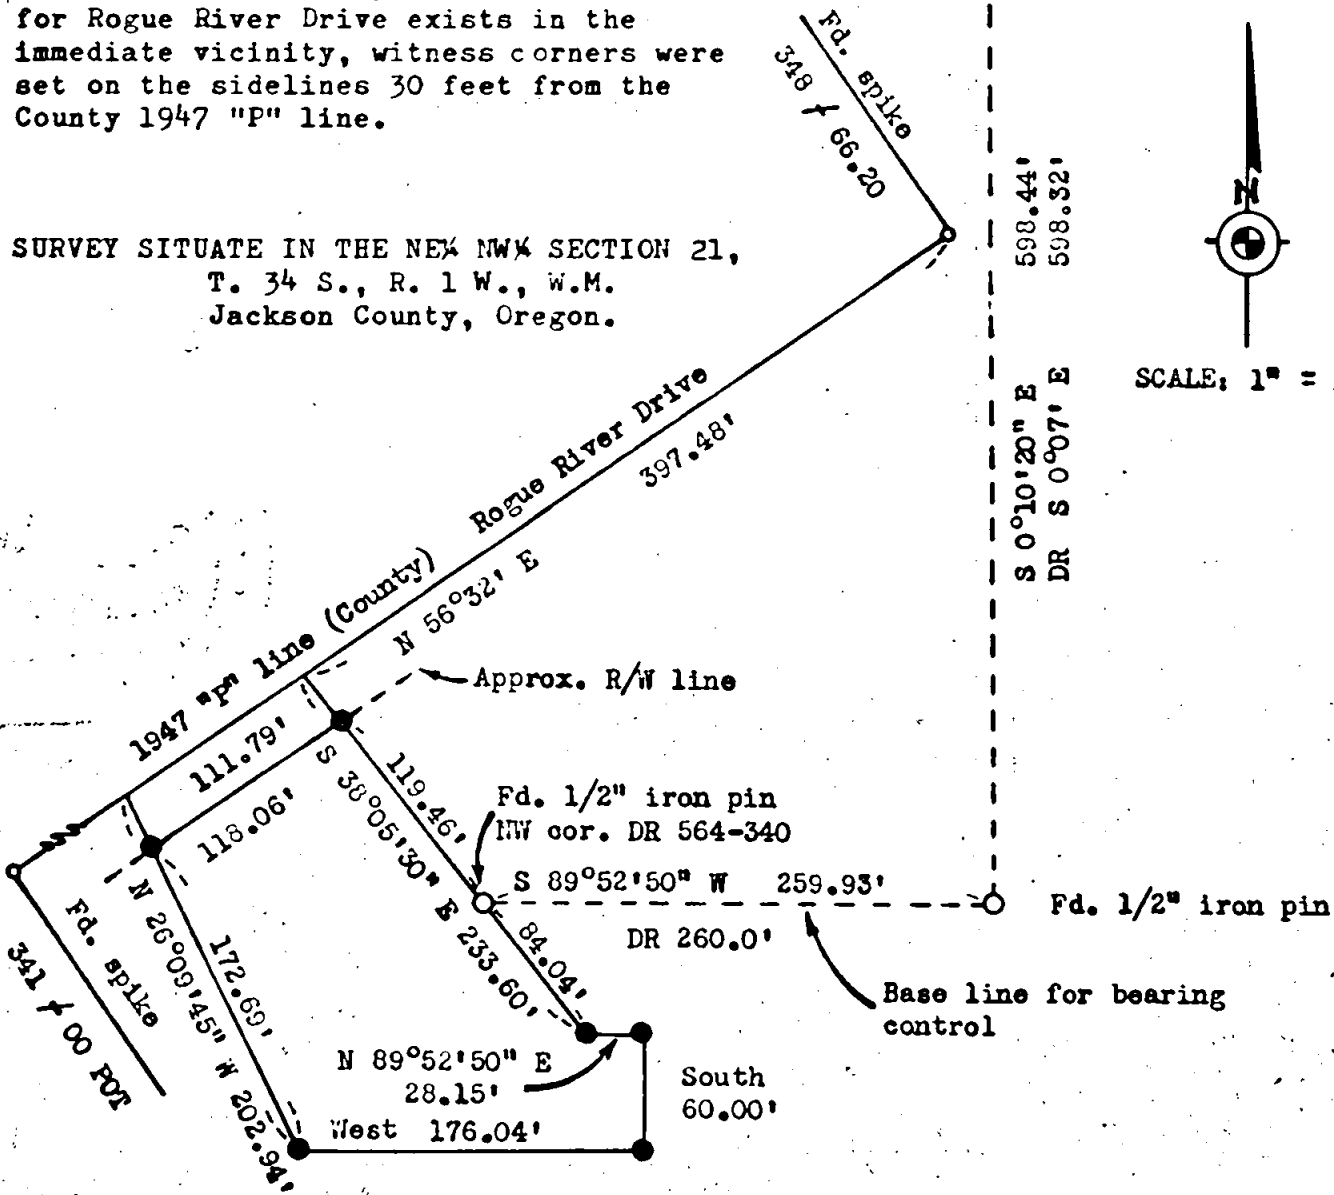 for Rogue River Drive exists in the
immediate vicinity, witness corners were
set on the sidelines 30 feet from the
County 1947 "P" line.
Fd. spike
348 + 66.20
598.44'
598.32'
N
SURVEY SITUATE IN THE NE¼ NW¼ SECTION 21,
T. 34 S., R. 1 W., W.M.
Jackson County, Oregon.
SCALE: 1" =
S 0°10'20" E
DR S 0°07' E
1947 "P" line (County) Rogue River Drive
397.48'
N 56°32' E
Approx. R/W line
111.79'
118.06'
119.46'
S 38°05'30" E 233.60'
Fd. 1/2" iron pin
NW cor. DR 564-340
S 89°52'50" W 259.93'
DR 260.0'
Fd. 1/2" iron pin
84.04'
Base line for bearing
control
Fd. spike
341 + 00 POT
172.69'
N 26°09'45" W 202.94'
N 89°52'50" E
28.15'
South
60.00'
West 176.04'